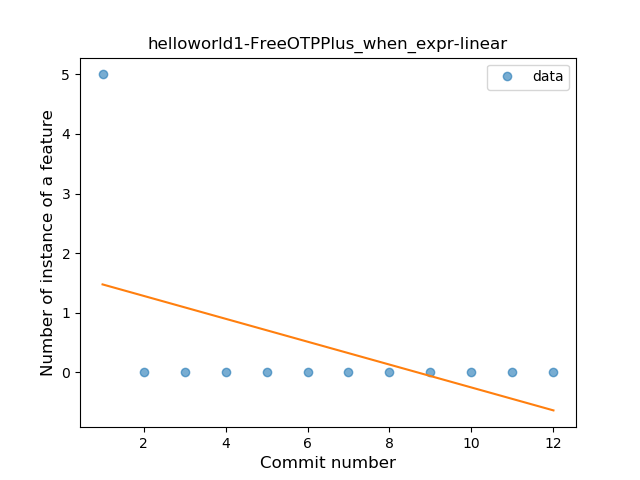 helloworld1-FreeOTPPlus_when_expr-linear
data
Number of instance of a feature
5
4
3
2
1
0
2 4 6 8 10 12
Commit number